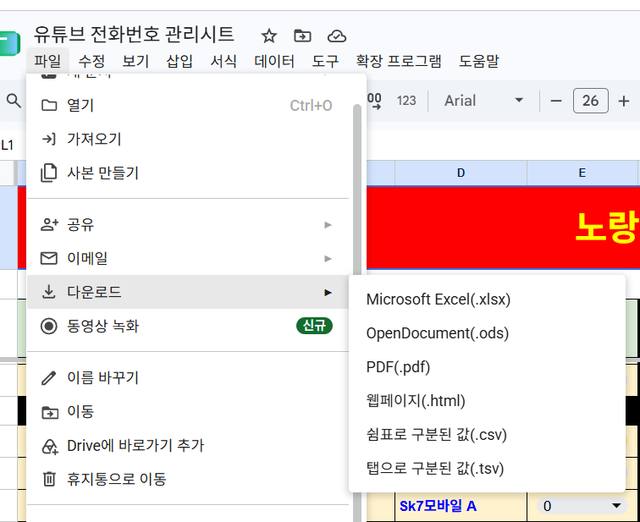 유튜브 전화번호 관리시트
파일 수정 보기 삽입 서식 데이터 도구 확장 프로그램 도움말
열기 Ctrl+O
가져오기
사본 만들기
공유
이메일
다운로드
동영상 녹화 신규
이름 바꾸기
이동
Drive에 바로가기 추가
휴지통으로 이동
Microsoft Excel(.xlsx)
OpenDocument(.ods)
PDF(.pdf)
웹페이지(.html)
쉼표로 구분된 값(.csv)
탭으로 구분된 값(.tsv)
00 123 Arial 26
L1
D E
노랑
Sk7모바일 A 0